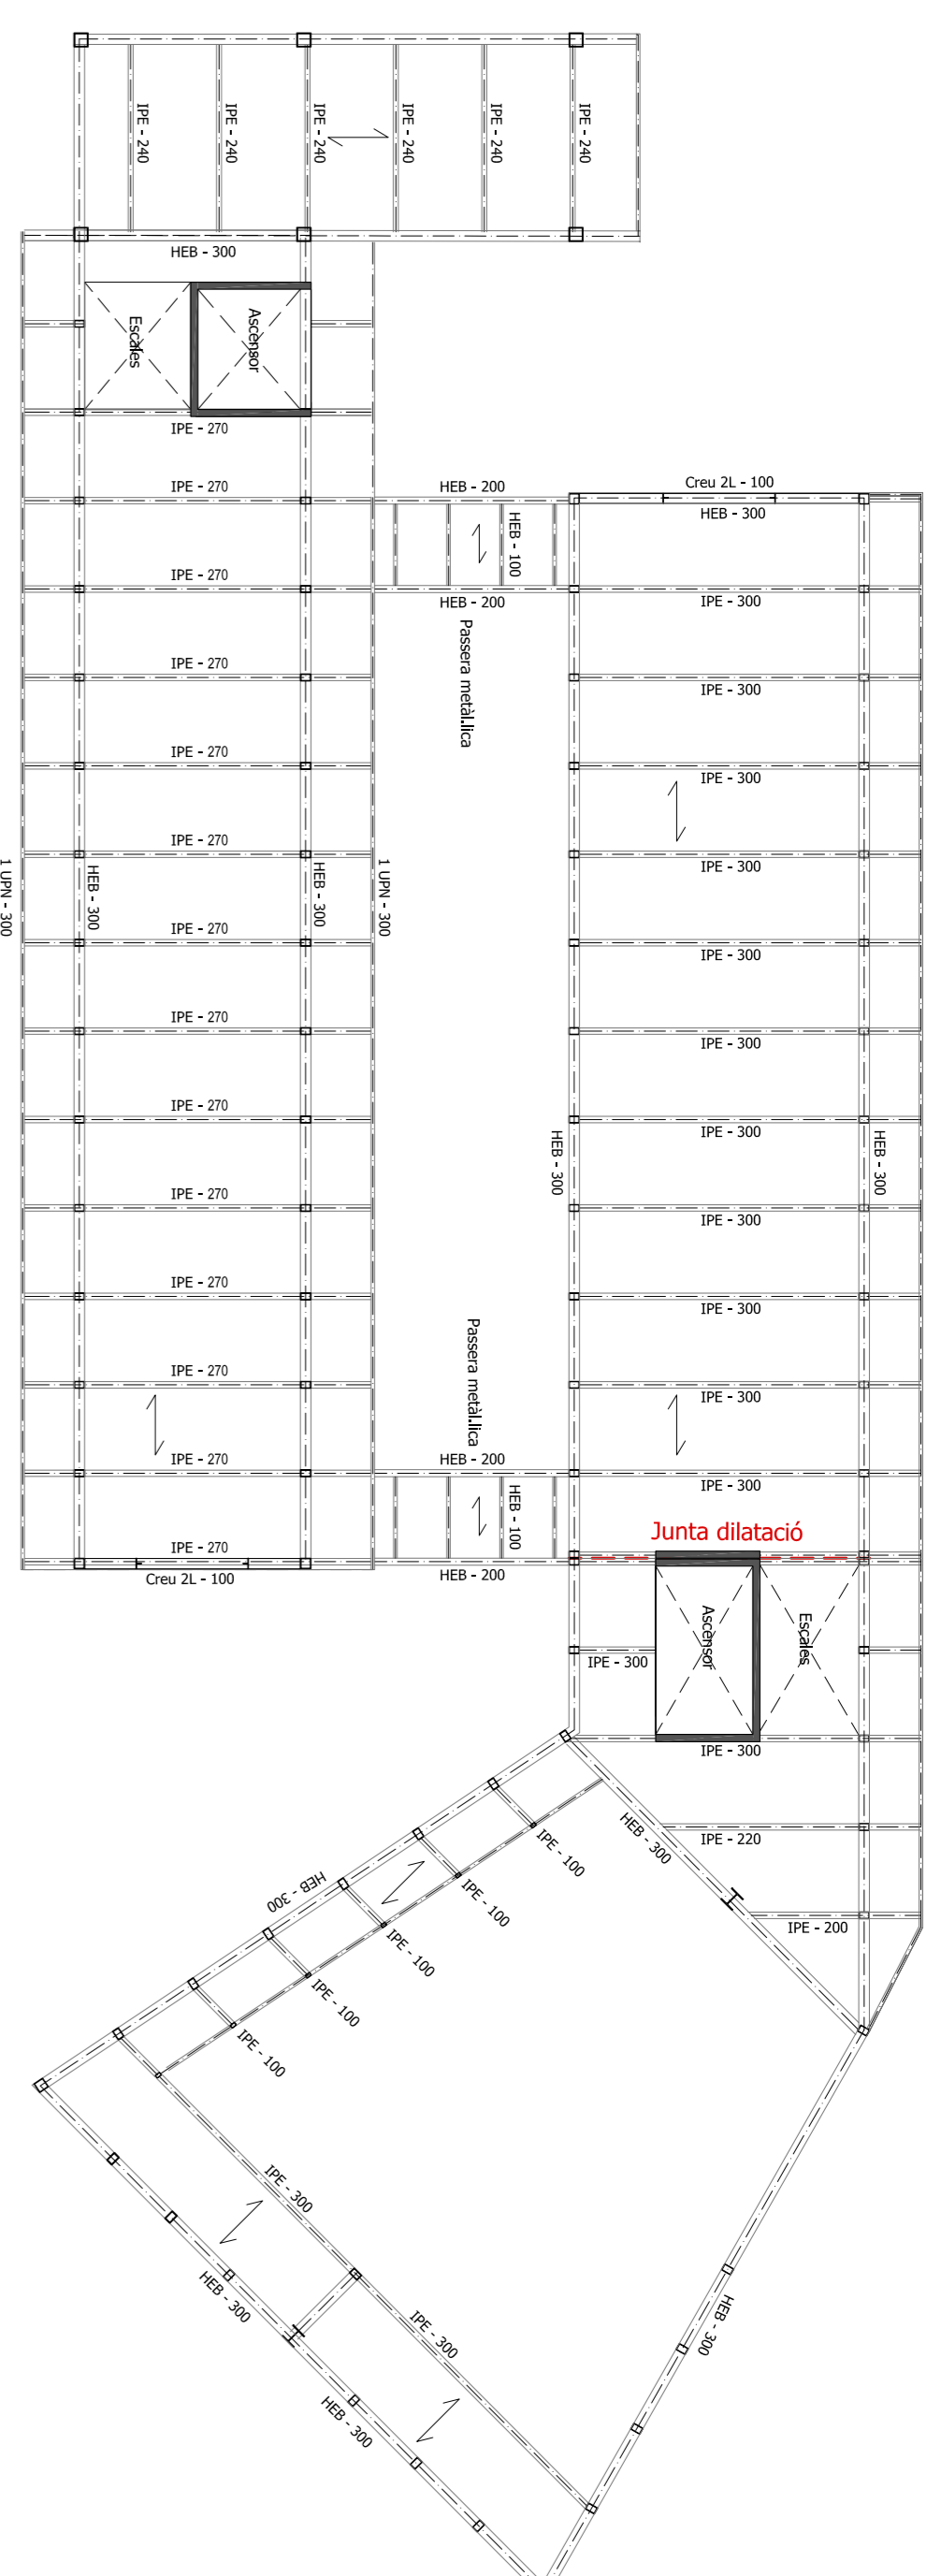 IPE - 240
IPE - 240
IPE - 240
IPE - 240
IPE - 240
IPE - 240
HEB - 300
Escales
Ascensor
IPE - 270
IPE - 270
HEB - 200
Creu 2L - 100
HEB - 300
HEB - 100
IPE - 270
HEB - 200
IPE - 300
Passera metàl.lica
IPE - 270
IPE - 300
IPE - 270
IPE - 300
IPE - 270
IPE - 300
1 UPN - 300
HEB - 300
HEB - 300
1 UPN - 300
IPE - 270
IPE - 300
IPE - 270
IPE - 300
IPE - 270
IPE - 300
HEB - 300
HEB - 300
IPE - 270
IPE - 300
IPE - 270
IPE - 300
Passera metàl.lica
IPE - 270
IPE - 300
IPE - 270
HEB - 200
IPE - 300
HEB - 100
Junta dilatació
IPE - 270
Creu 2L - 100
HEB - 200
Ascensor
Escales
IPE - 300
IPE - 300
HEB - 300
IPE - 220
IPE - 100
IPE - 100
HEB - 300
IPE - 200
IPE - 100
IPE - 100
IPE - 100
IPE - 300
HEB - 300
IPE - 300
HEB - 300
HEB - 300